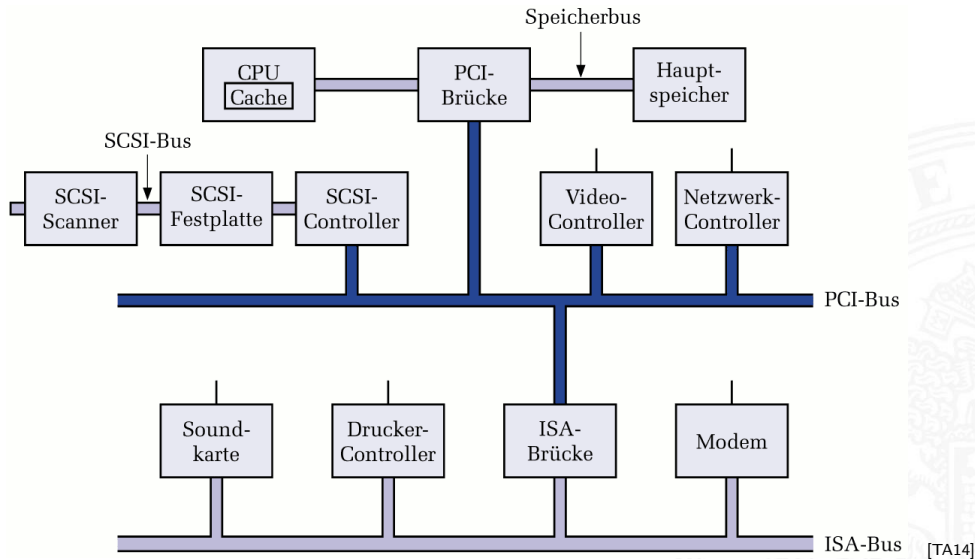 Speicherbus
CPU
Cache
PCI-
Brücke
Haupt-
speicher
SCSI-Bus
SCSI-
Scanner
SCSI-
Festplatte
SCSI-
Controller
Video-
Controller
Netzwerk-
Controller
PCI-Bus
Sound-
karte
Drucker-
Controller
ISA-
Brücke
Modem
ISA-Bus
[TA14]